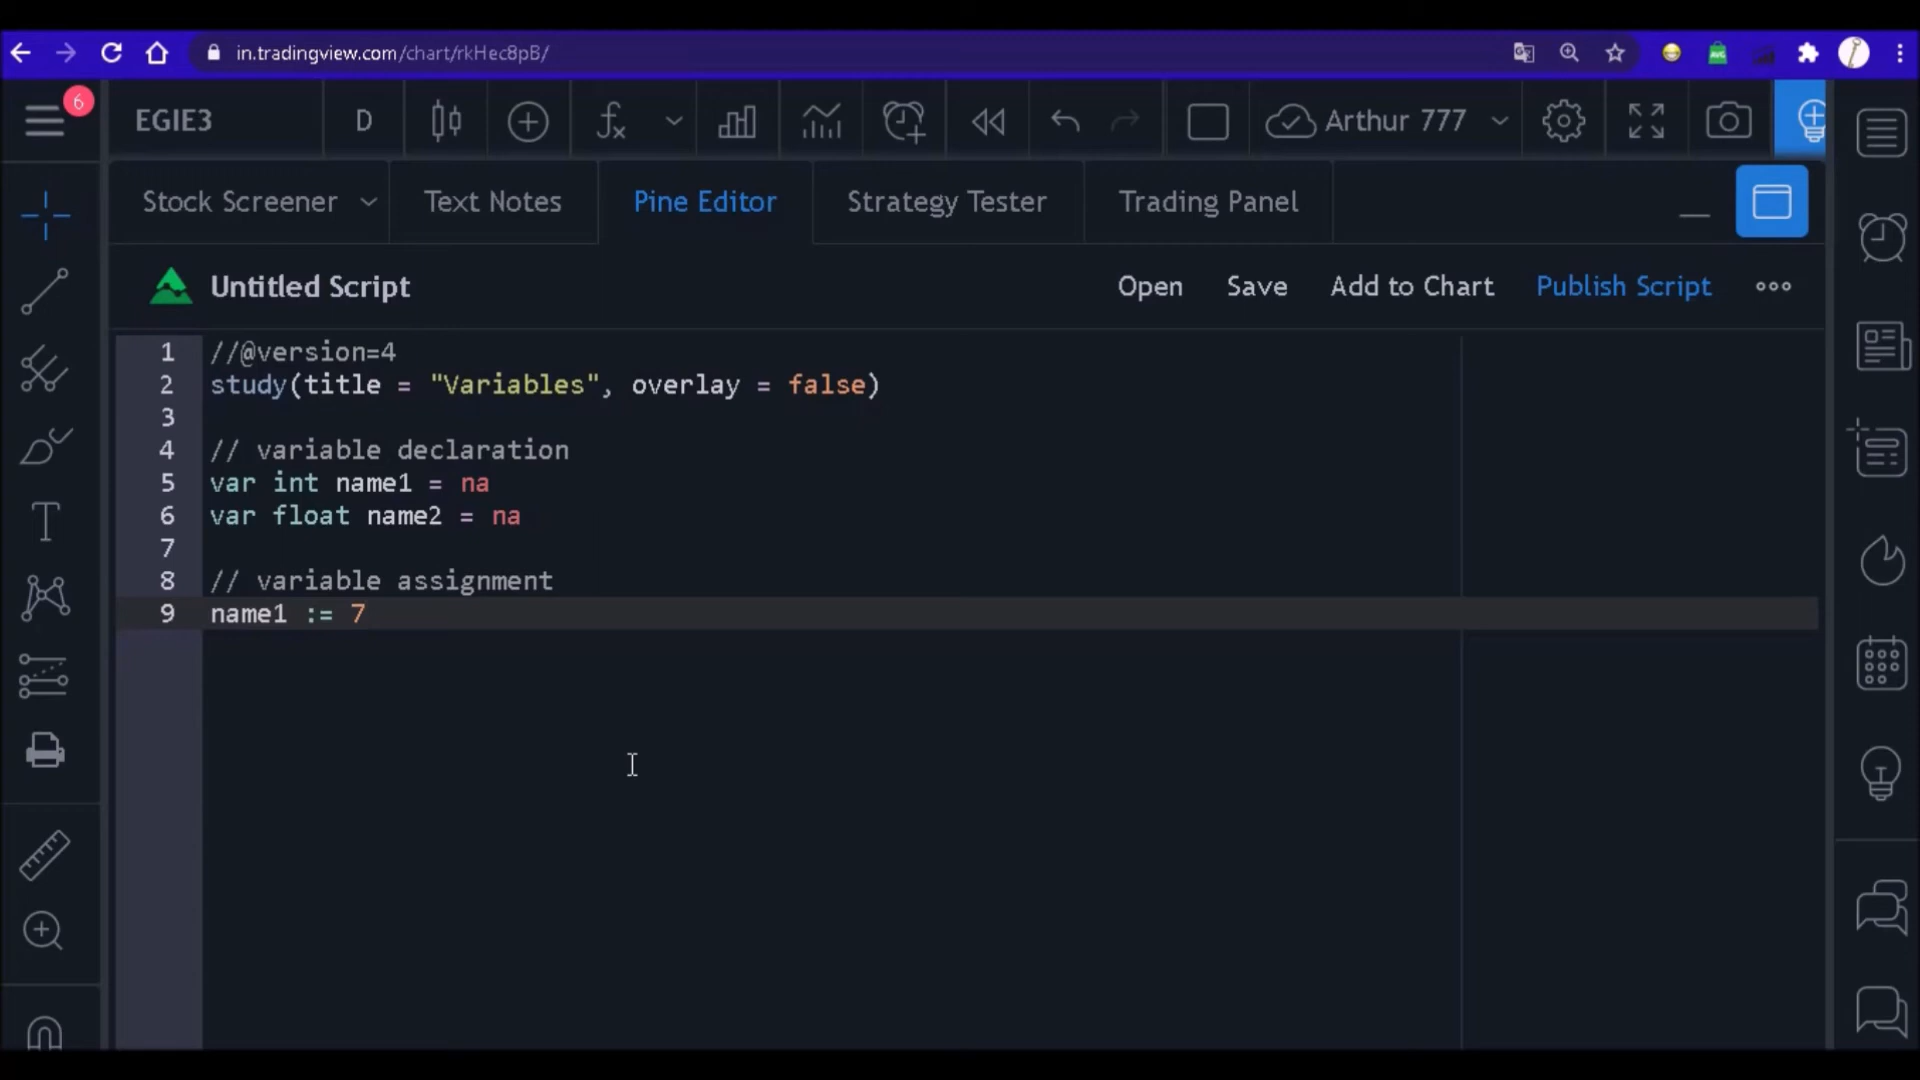 in.tradingview.com/chart/rkHec8pB/
6
EGIE3
D
Arthur 777
Stock Screener
Text Notes
Pine Editor
Strategy Tester
Trading Panel
Untitled Script
Open
Save
Add to Chart
Publish Script
1 //@version=4
2 study(title = "Variables", overlay = false)
3
4 // variable declaration
5 var int name1 = na
6 var float name2 = na
7
8 // variable assignment
9 name1 := 7